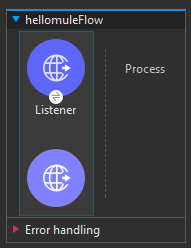 hellomuleFlow
Process
Listener
Error handling